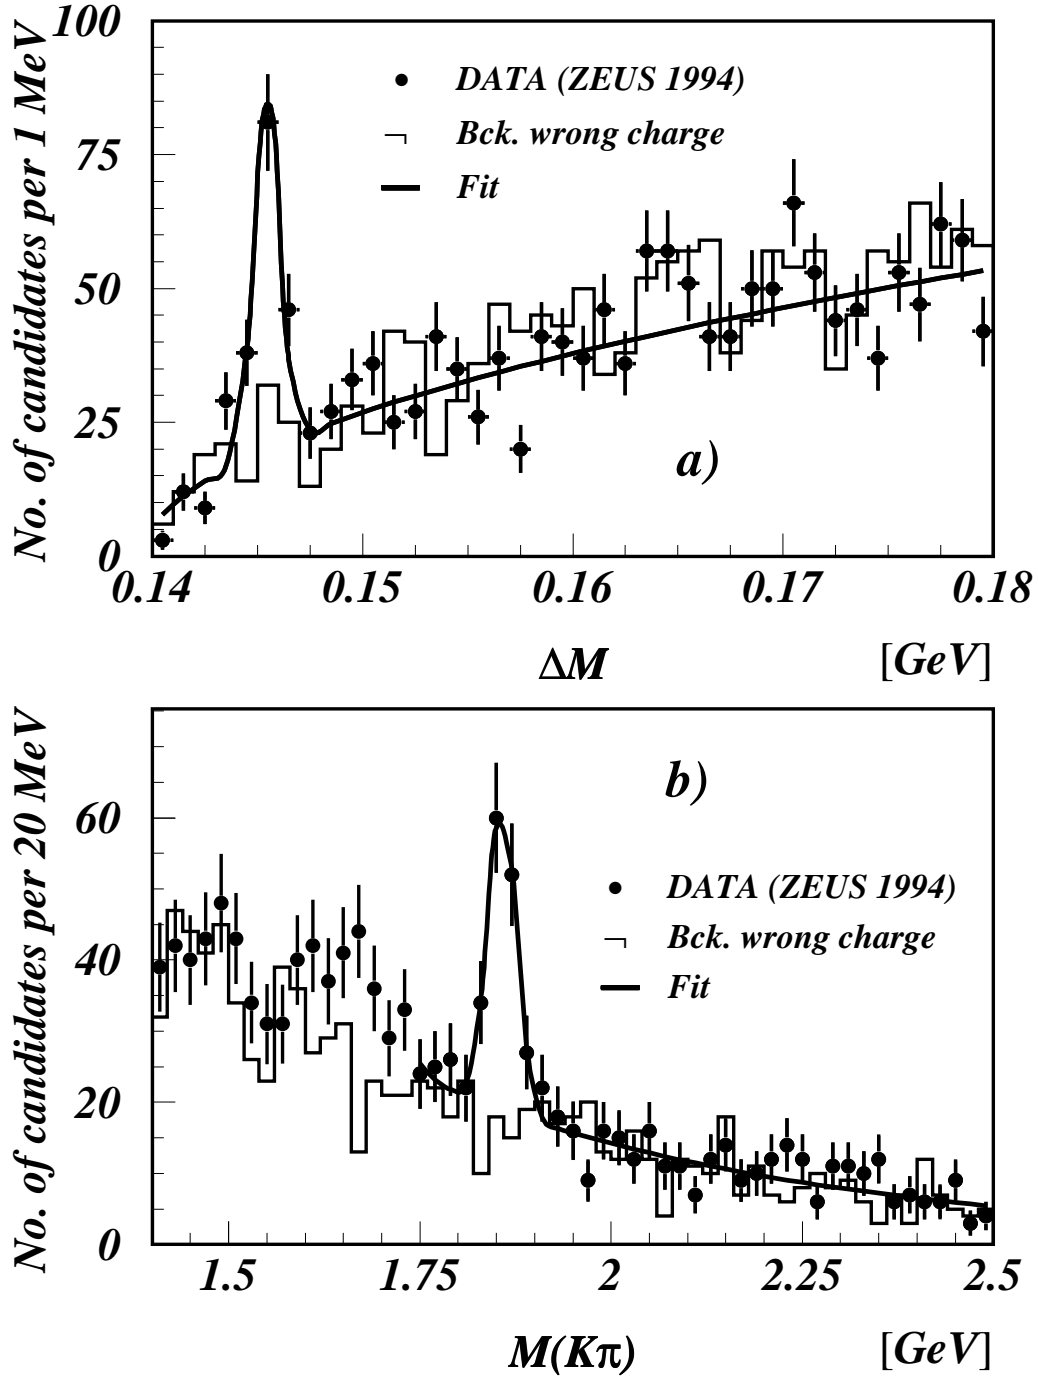 No. of candidates per 1 MeV
100
75
50
25
0
DATA (ZEUS 1994)
Bck. wrong charge
Fit
a)
0.14 0.15 0.16 0.17 0.18
ΔM [GeV]
No. of candidates per 20 MeV
60
40
20
0
b)
DATA (ZEUS 1994)
Bck. wrong charge
Fit
1.5 1.75 2 2.25 2.5
M(Kπ) [GeV]